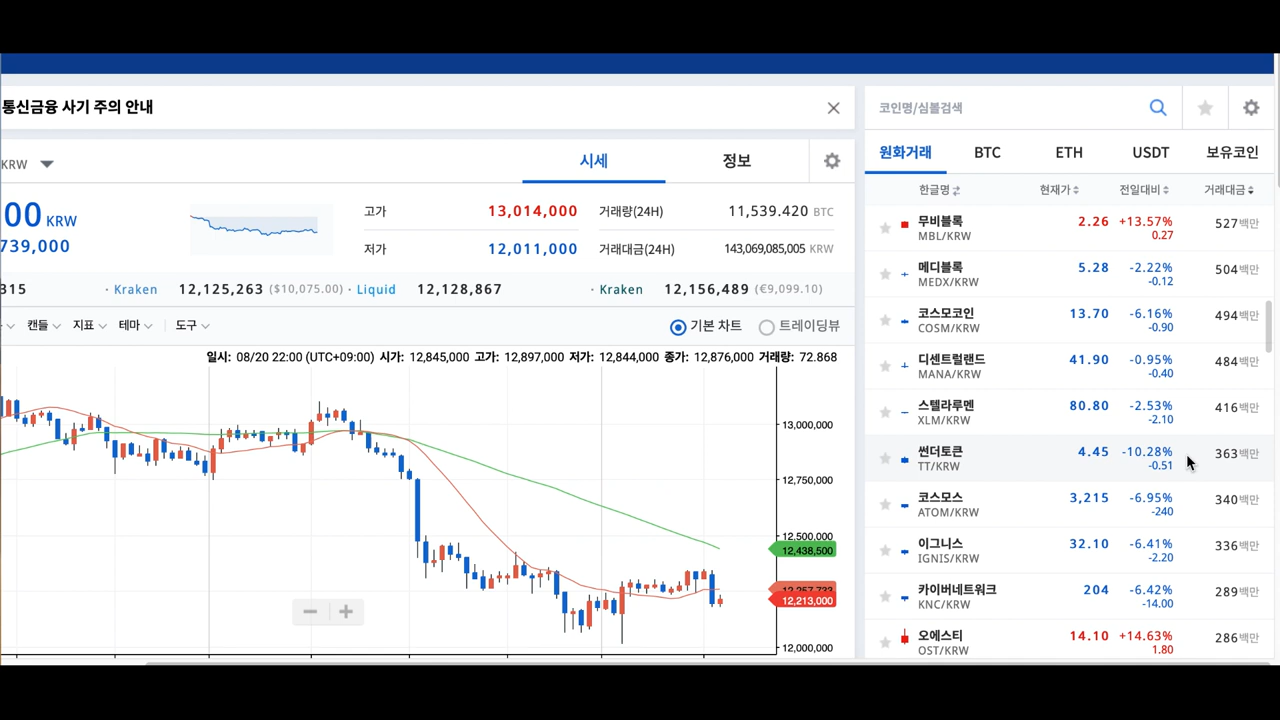 통신금융 사기 주의 안내
KRW
시세
정보
00 KRW
739,000
고가 13,014,000 거래량(24H) 11,539.420 BTC
저가 12,011,000 거래대금(24H) 143,069,085,005 KRW
315 · Kraken 12,125,263 ($10,075.00) · Liquid 12,128,867 · Kraken 12,156,489 (€9,099.10)
캔들 지표 테마 도구 기본 차트 트레이딩뷰
일시: 08/20 22:00 (UTC+09:00) 시가: 12,845,000 고가: 12,897,000 저가: 12,844,000 종가: 12,876,000 거래량: 72.868
13,000,000
12,750,000
12,500,000
12,438,500
12,213,000
12,000,000
코인명/심볼검색
원화거래 BTC ETH USDT 보유코인
한글명 현재가 전일대비 거래대금
무비블록 2.26 +13.57% 527백만
MBL/KRW 0.27
메디블록 5.28 -2.22% 504백만
MEDX/KRW -0.12
코스모코인 13.70 -6.16% 494백만
COSM/KRW -0.90
디센트럴랜드 41.90 -0.95% 484백만
MANA/KRW -0.40
스텔라루멘 80.80 -2.53% 416백만
XLM/KRW -2.10
썬더토큰 4.45 -10.28% 363백만
TT/KRW -0.51
코스모스 3,215 -6.95% 340백만
ATOM/KRW -240
이그니스 32.10 -6.41% 336백만
IGNIS/KRW -2.20
카이버네트워크 204 -6.42% 289백만
KNC/KRW -14.00
오에스티 14.10 +14.63% 286백만
OST/KRW 1.80